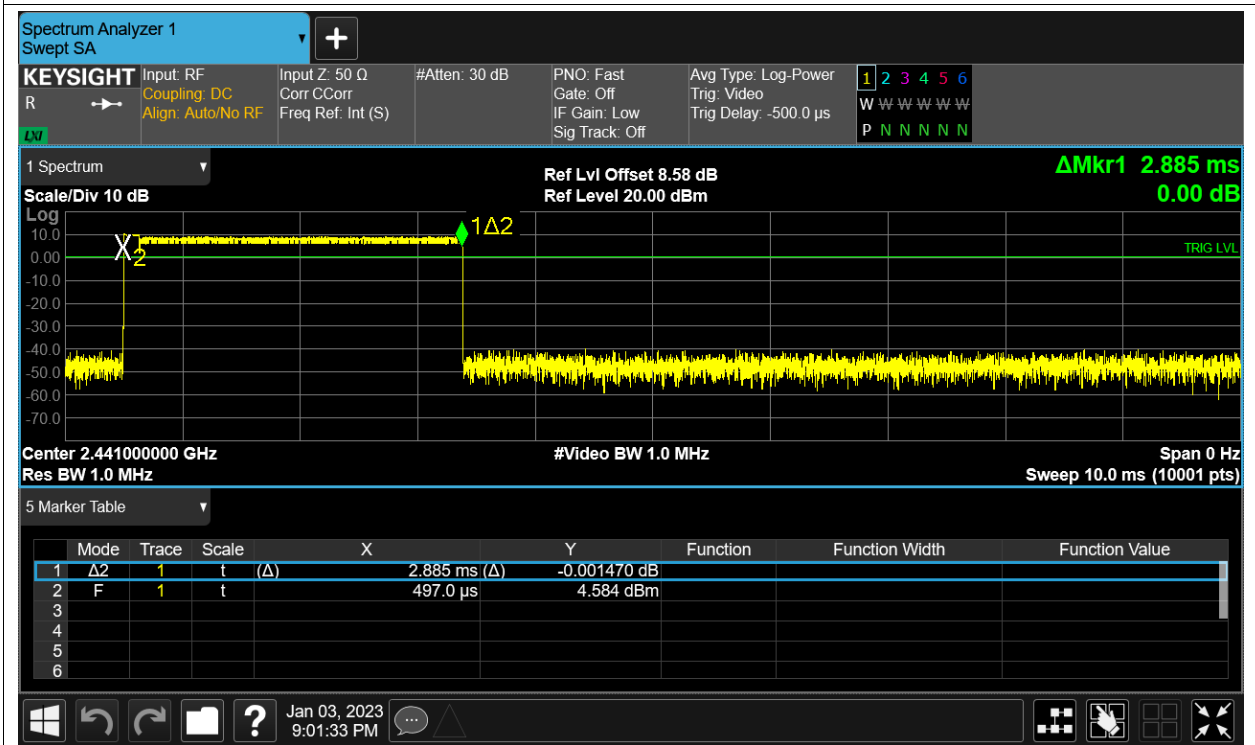 Spectrum Analyzer 1
Swept SA
KEYSIGHT
R
LXI
Input: RF
Coupling: DC
Align: Auto/No RF
Input Z: 50 Ω
Corr CCorr
Freq Ref: Int (S)
#Atten: 30 dB
PNO: Fast
Gate: Off
IF Gain: Low
Sig Track: Off
Avg Type: Log-Power
Trig: Video
Trig Delay: -500.0 µs
1 2 3 4 5 6
W W W W W W
P N N N N N
1 Spectrum
Scale/Div 10 dB
Ref Lvl Offset 8.58 dB
Ref Level 20.00 dBm
ΔMkr1 2.885 ms
0.00 dB
Log
10.0
0.00
-10.0
-20.0
-30.0
-40.0
-50.0
-60.0
-70.0
X
2
1Δ2
TRIG LVL
Center 2.441000000 GHz
#Video BW 1.0 MHz
Span 0 Hz
Res BW 1.0 MHz
Sweep 10.0 ms (10001 pts)
5 Marker Table
Mode Trace Scale X Y Function Function Width Function Value
1 Δ2 1 t (Δ) 2.885 ms (Δ) -0.001470 dB
2 F 1 t 497.0 µs 4.584 dBm
3
4
5
6
?
Jan 03, 2023
9:01:33 PM